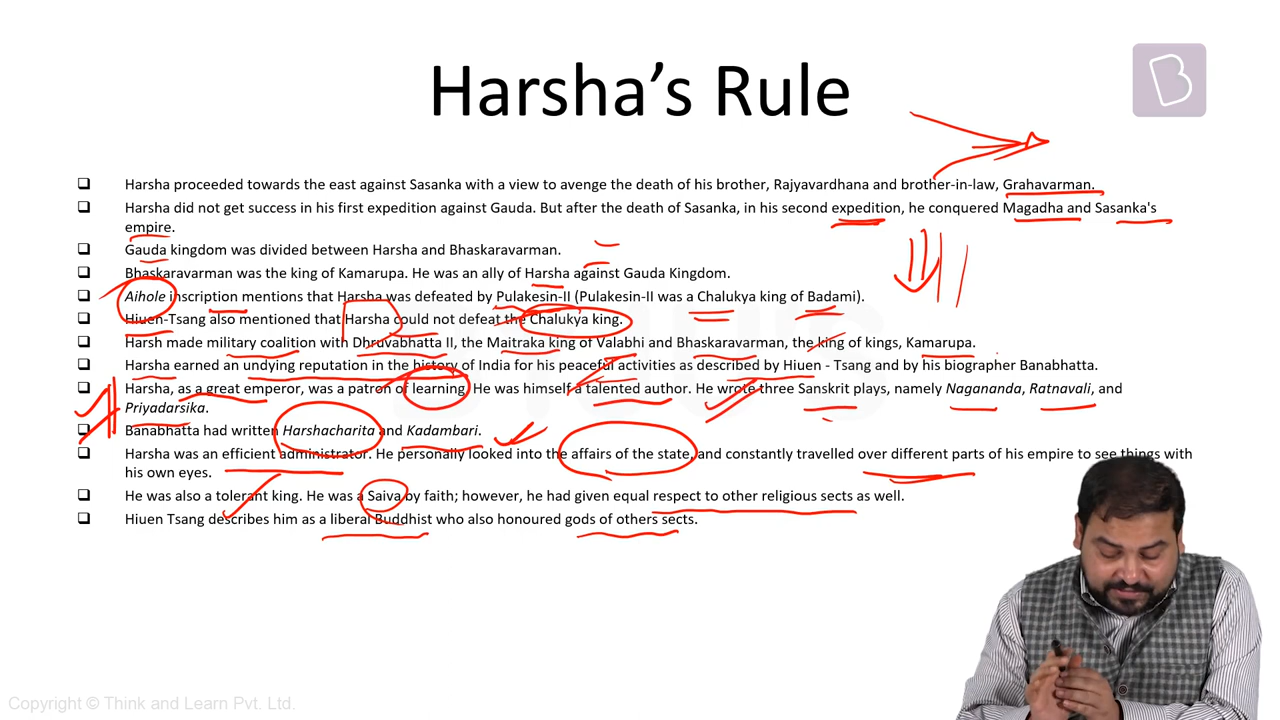 Harsha's Rule
Harsha proceeded towards the east against Sasanka with a view to avenge the death of his brother, Rajyavardhana and brother-in-law, Grahavarman.
Harsha did not get success in his first expedition against Gauda. But after the death of Sasanka, in his second expedition, he conquered Magadha and Sasanka's
empire.
Gauda kingdom was divided between Harsha and Bhaskaravarman.
Bhaskaravarman was the king of Kamarupa. He was an ally of Harsha against Gauda Kingdom.
Aihole inscription mentions that Harsha was defeated by Pulakesin-II (Pulakesin-II was a Chalukya king of Badami).
Hiuen-Tsang also mentioned that Harsha could not defeat the Chalukya king.
Harsh made military coalition with Dhruvabhatta II, the Maitraka king of Valabhi and Bhaskaravarman, the king of kings, Kamarupa.
Harsha earned an undying reputation in the history of India for his peaceful activities as described by Hiuen - Tsang and by his biographer Banabhatta.
Harsha, as a great emperor, was a patron of learning. He was himself a talented author. He wrote three Sanskrit plays, namely Nagananda, Ratnavali, and
Priyadarsika.
Banabhatta had written Harshacharita and Kadambari.
Harsha was an efficient administrator. He personally looked into the affairs of the state, and constantly travelled over different parts of his empire to see things with
his own eyes.
He was also a tolerant king. He was a Saiva by faith; however, he had given equal respect to other religious sects as well.
Hiuen Tsang describes him as a liberal Buddhist who also honoured gods of others sects.
Copyright © Think and Learn Pvt. Ltd.